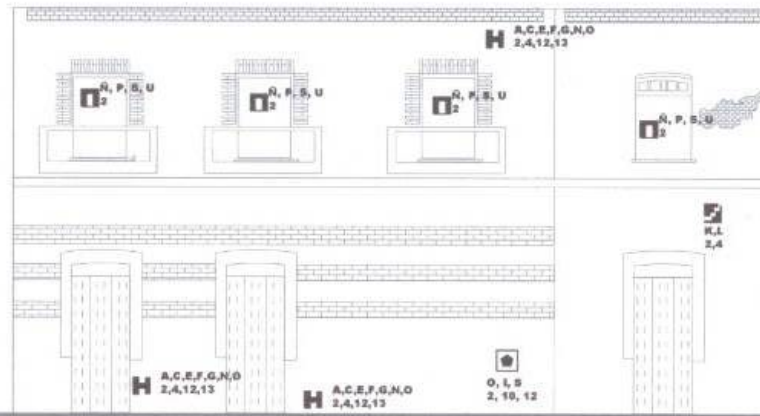 H A,C,E,F,G,N,O
2,4,12,13
Ñ, P, S, U
2
Ñ, P, S, U
2
Ñ, P, S, U
2
Ñ, P, S, U
2
K,L
2,4
H A,C,E,F,G,N,O
2,4,12,13
H A,C,E,F,G,N,O
2,4,12,13
O, I, S
2, 10, 12